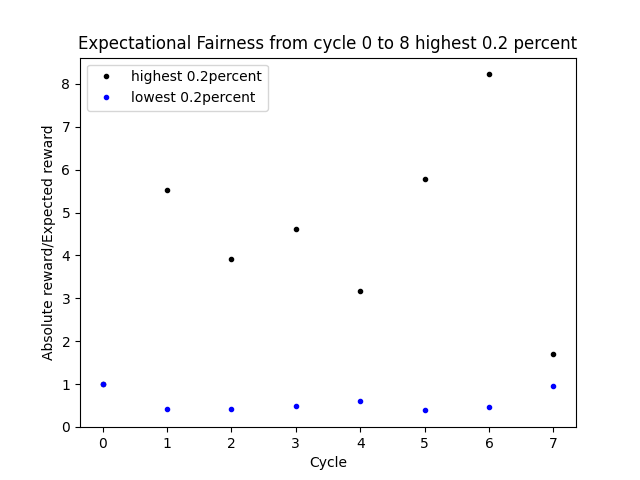 Expectational Fairness from cycle 0 to 8 highest 0.2 percent
highest 0.2percent
lowest 0.2percent
Absolute reward/Expected reward
8
7
6
5
4
3
2
1
0
0 1 2 3 4 5 6 7
Cycle